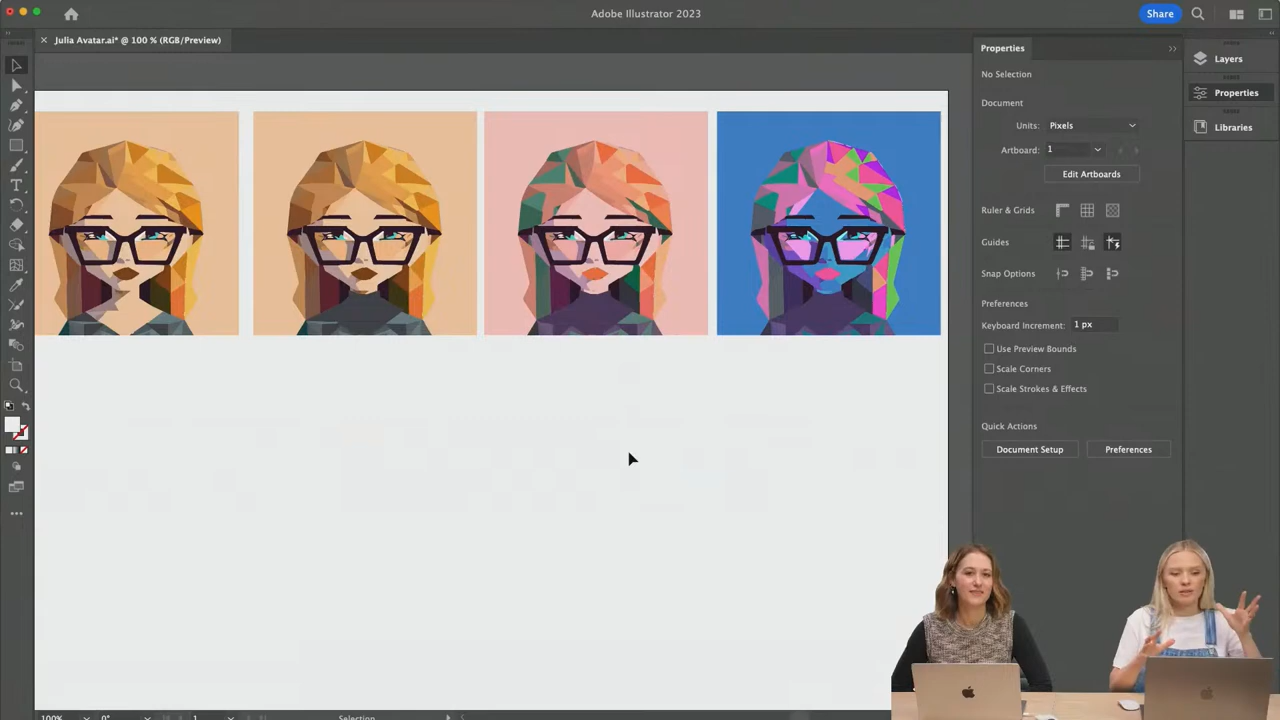 Adobe Illustrator 2023
Share
Julia Avatar.ai* @ 100 % (RGB/Preview)
Properties
No Selection
Document
Units: Pixels
Artboard: 1
Edit Artboards
Ruler & Grids
Guides
Snap Options
Preferences
Keyboard Increment: 1 px
Use Preview Bounds
Scale Corners
Scale Strokes & Effects
Quick Actions
Document Setup
Preferences
Layers
Properties
Libraries
100%
0°
1
Selection